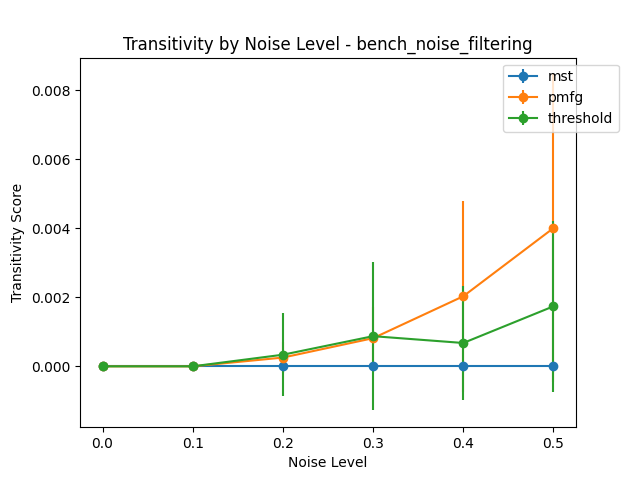 Transitivity by Noise Level - bench_noise_filtering
mst
pmfg
threshold
0.008
0.006
0.004
0.002
0.000
Transitivity Score
0.0 0.1 0.2 0.3 0.4 0.5
Noise Level